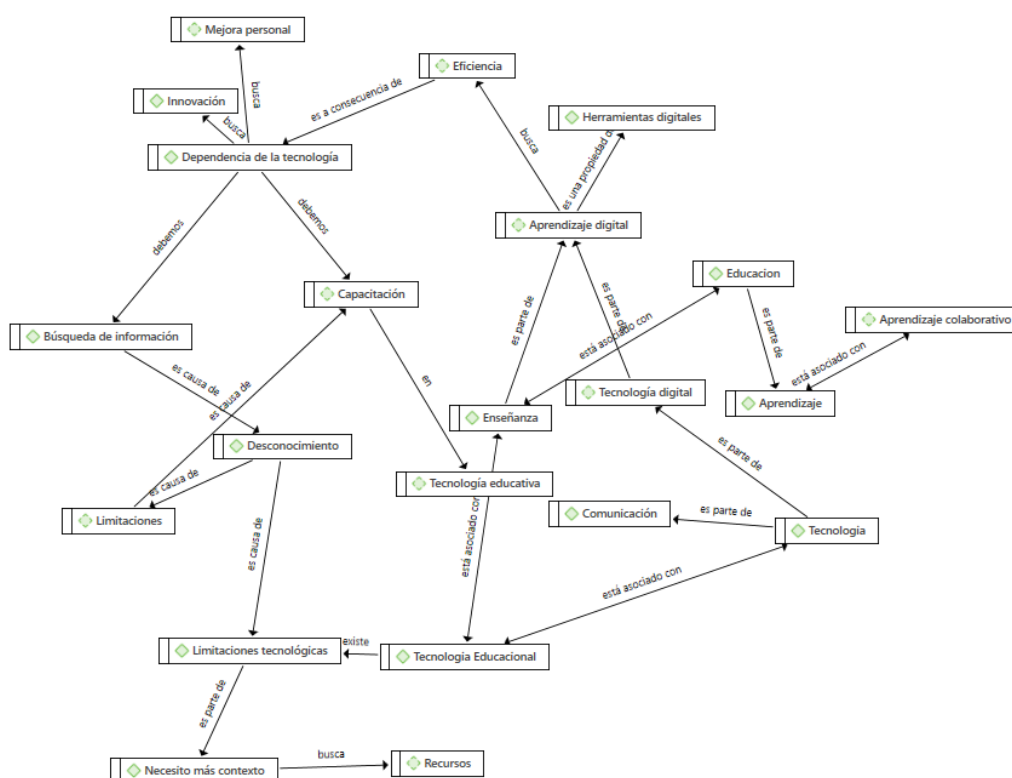 Mejora personal
busca
Eficiencia
es a consecuencia de
Innovación
busca
Herramientas digitales
busca
es una propiedad d
Dependencia de la tecnología
debemos
debemos
Aprendizaje digital
Educacion
Capacitación
es parte de
es parte de
está asociado con
es parte de
Aprendizaje colaborativo
está asociado con
Búsqueda de información
es causa de
es causa de
en
Tecnología digital
Aprendizaje
Enseñanza
Desconocimiento
es causa de
es parte de
Tecnología educativa
Limitaciones
Comunicación
es parte de
Tecnologia
es causa de
está asociado con
está asociado con
Limitaciones tecnológicas
existe
Tecnologia Educacional
es parte de
Necesito más contexto
busca
Recursos